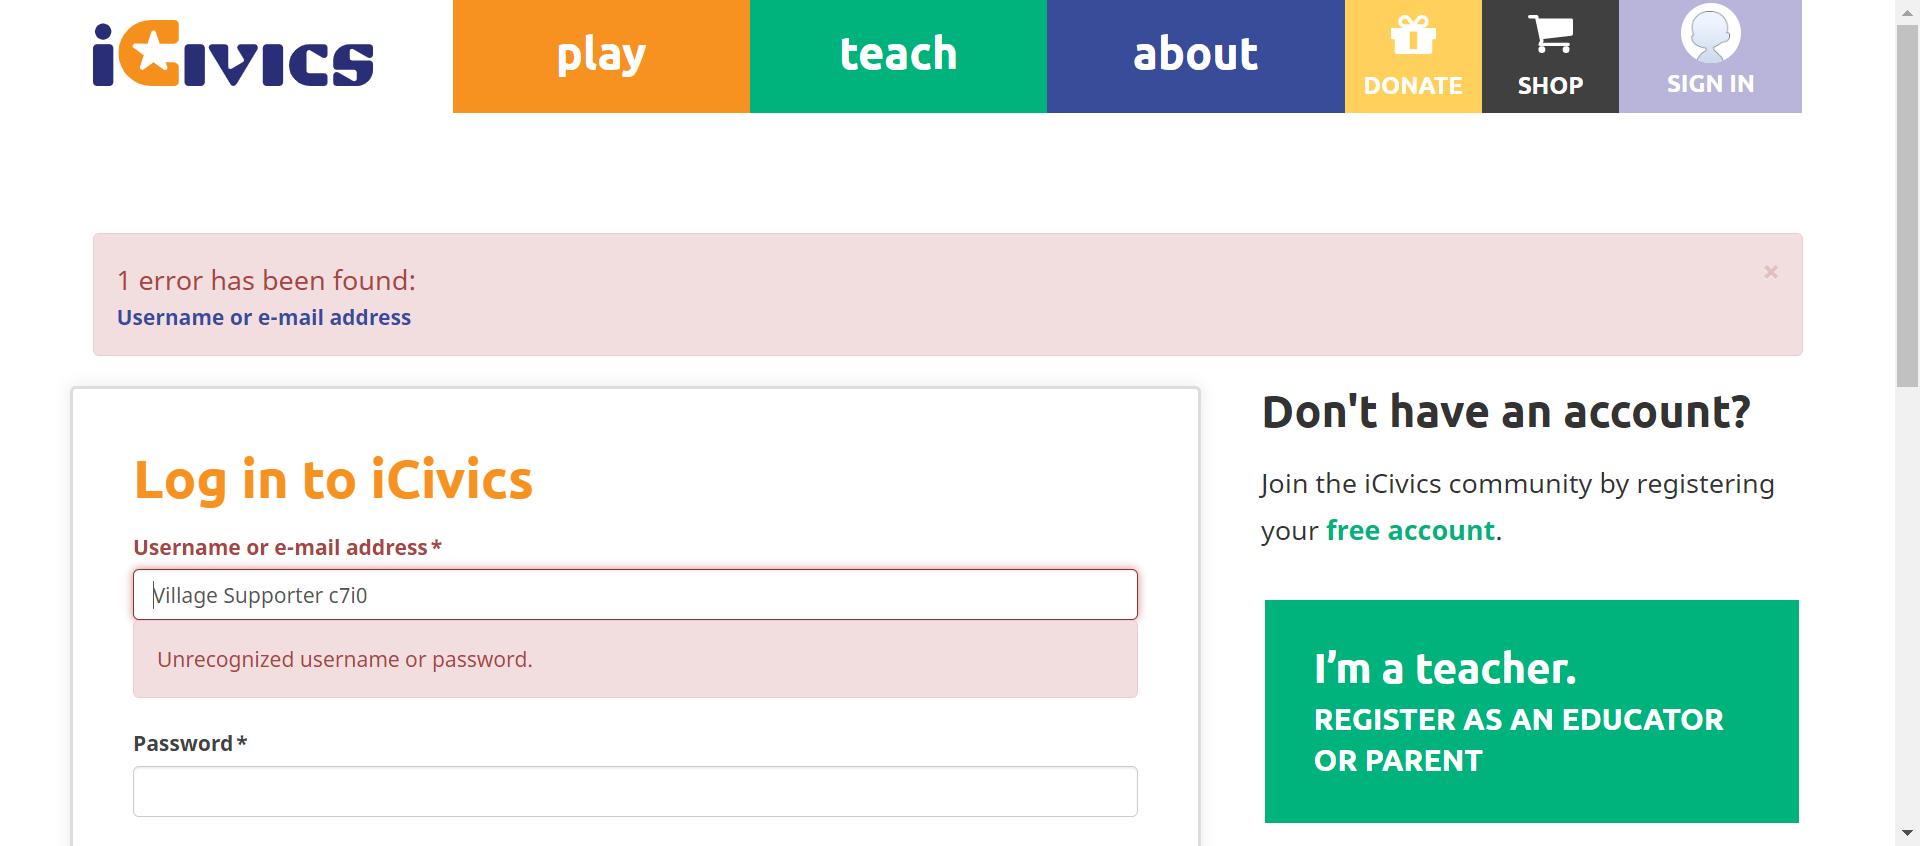 iCivics
play
teach
about
DONATE
SHOP
SIGN IN
1 error has been found:
×
Username or e-mail address
Log in to iCivics
Username or e-mail address *
Village Supporter c7i0
Unrecognized username or password.
Password *
Don't have an account?
Join the iCivics community by registering
your free account.
I’m a teacher.
REGISTER AS AN EDUCATOR
OR PARENT